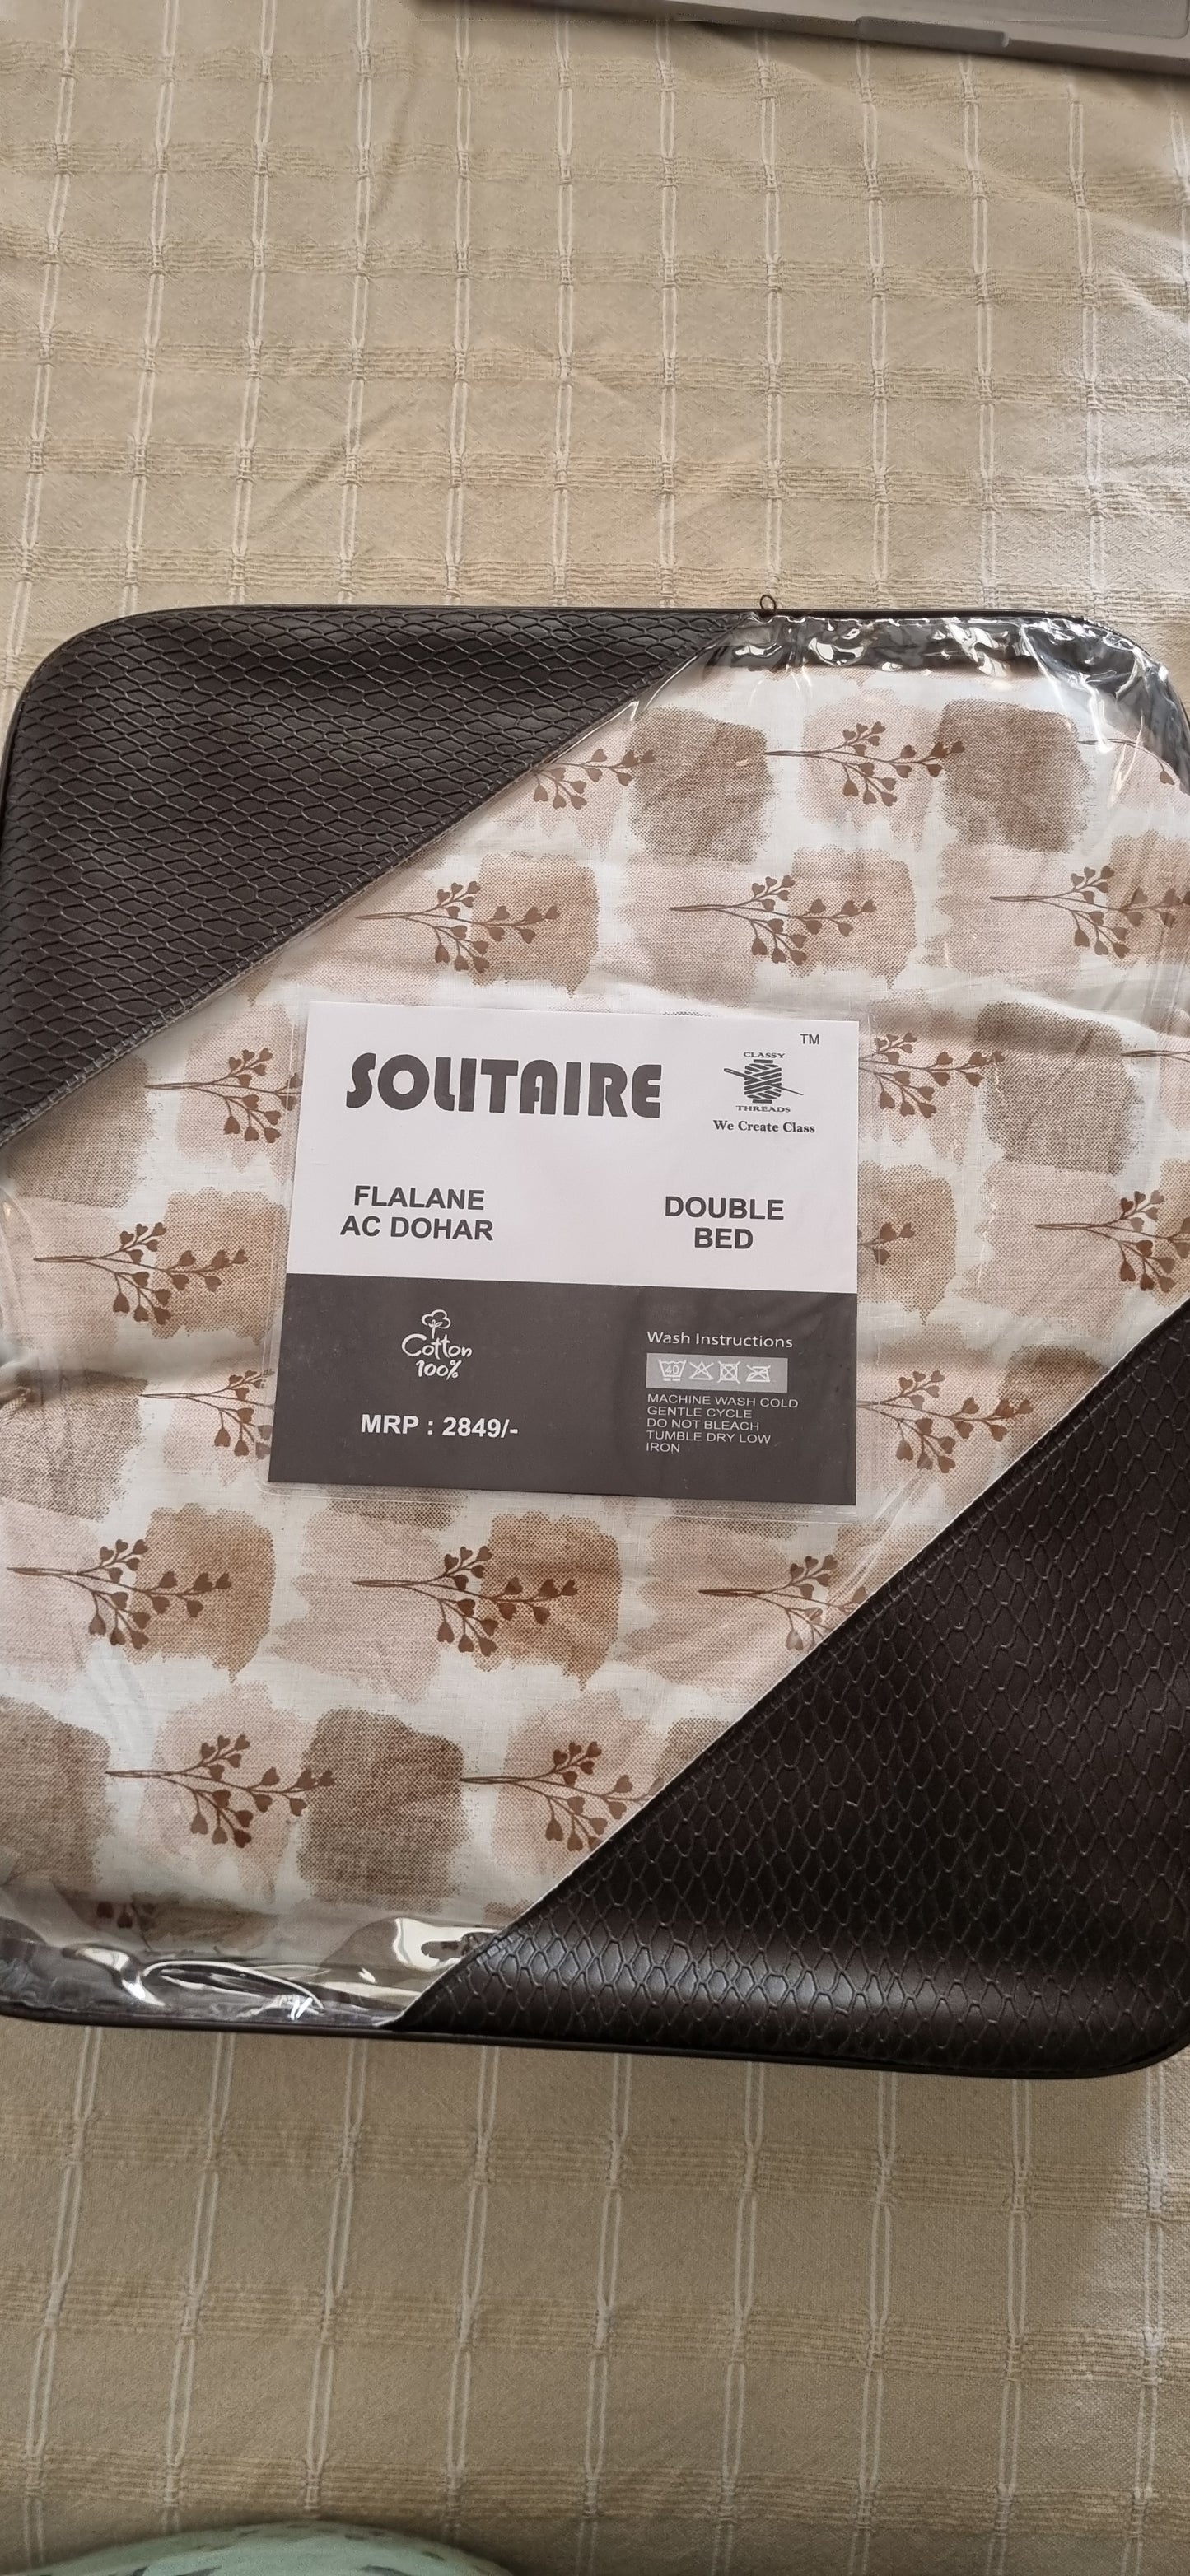 TM
SOLITAIRE
CLASSY
THREADS
We Create Class
FLALANE
AC DOHAR
DOUBLE
BED
Cotton
100%
MRP : 2849/-
Wash Instructions
40
MACHINE WASH COLD
GENTLE CYCLE
DO NOT BLEACH
TUMBLE DRY LOW
IRON